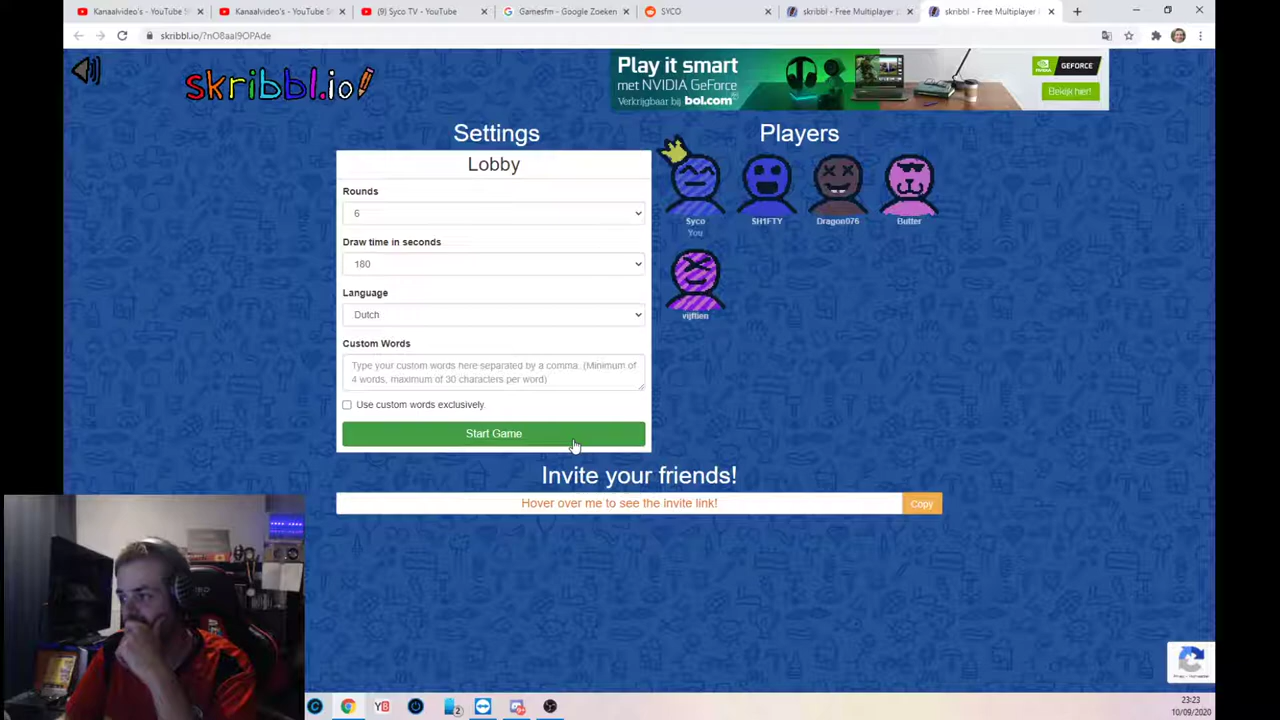 Kanaalvideo's - YouTube S
Kanaalvideo's - YouTube S
(9) Syco TV - YouTube
Gamesfm - Google Zoeken
SYCO
skribbl - Free Multiplayer
skribbl - Free Multiplayer
skribbl.io/?nO8aal9OPAde
skribbl.io
Play it smart
met NVIDIA GeForce
Verkrijgbaar bij bol.com
GEFORCE
Bekijk hier!
Settings
Players
Lobby
Rounds
6
Draw time in seconds
180
Language
Dutch
Custom Words
Type your custom words here separated by a comma. (Minimum of
4 words, maximum of 30 characters per word)
Use custom words exclusively.
Start Game
Syco
You
SH1FTY
Dragon076
Butter
vijftien
Invite your friends!
Hover over me to see the invite link!
Copy
23:23
10/09/2020